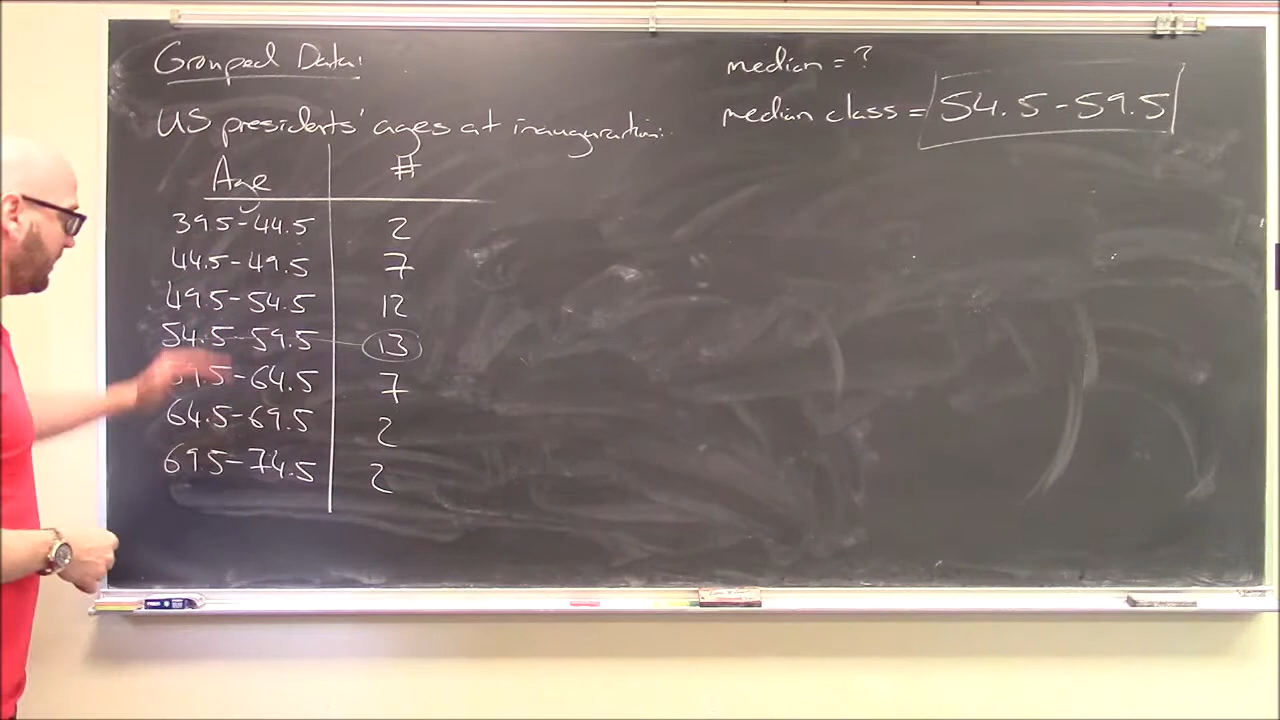 Grouped Data:
US presidents' ages at inauguration:
Age #
39.5-44.5 2
44.5-49.5 7
49.5-54.5 12
54.5-59.5 13
59.5-64.5 7
64.5-69.5 2
69.5-74.5 2
median = ?
median class = 54.5-59.5